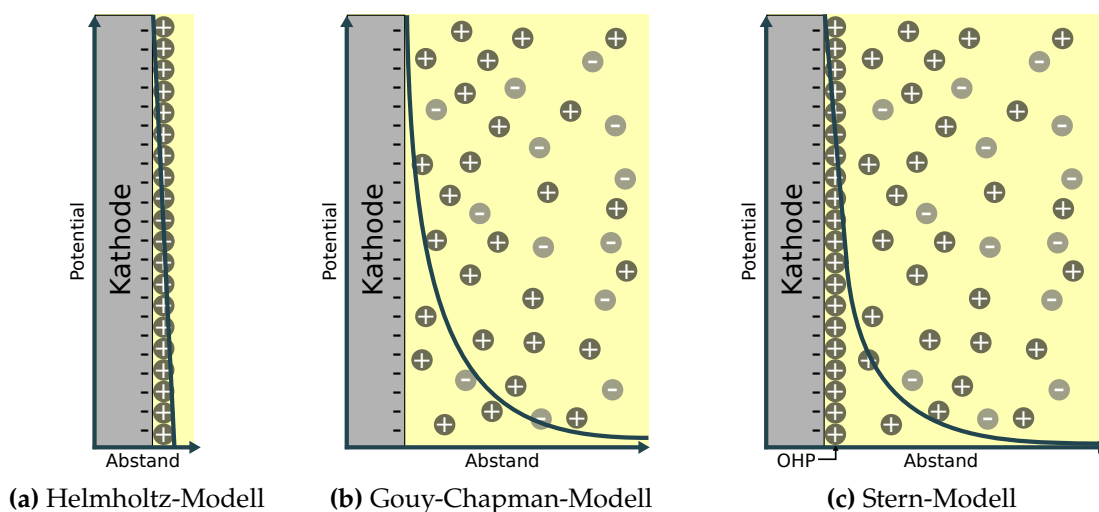 Potential
Kathode
Abstand
(a) Helmholtz-Modell
Potential
Kathode
Abstand
(b) Gouy-Chapman-Modell
Potential
Kathode
OHP
Abstand
(c) Stern-Modell